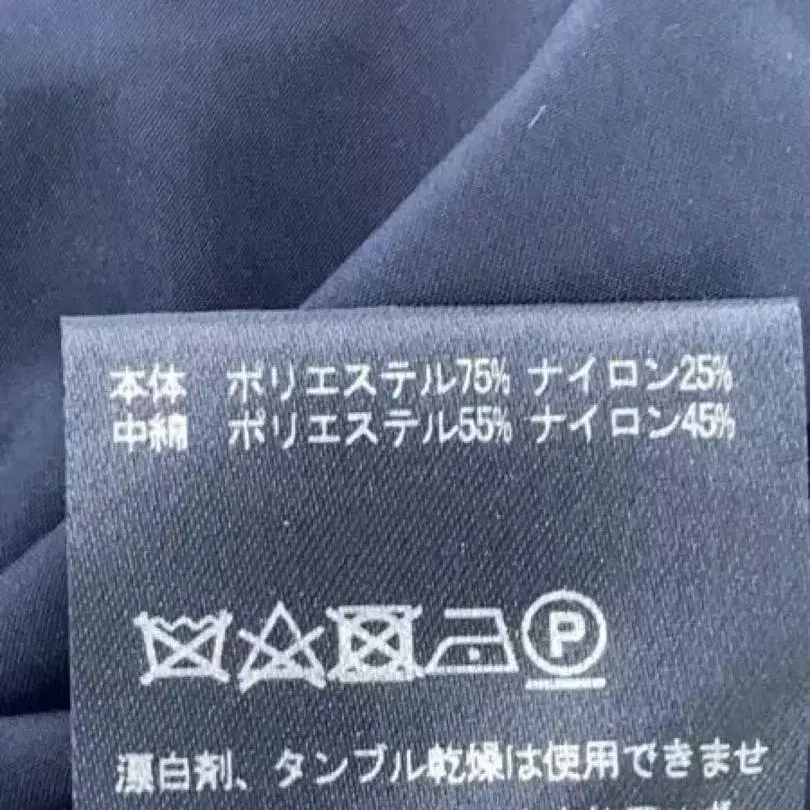 本体 ポリエステル75% ナイロン25%
中綿 ポリエステル55% ナイロン45%
P
漂白剤、タンブル乾燥は使用できませ